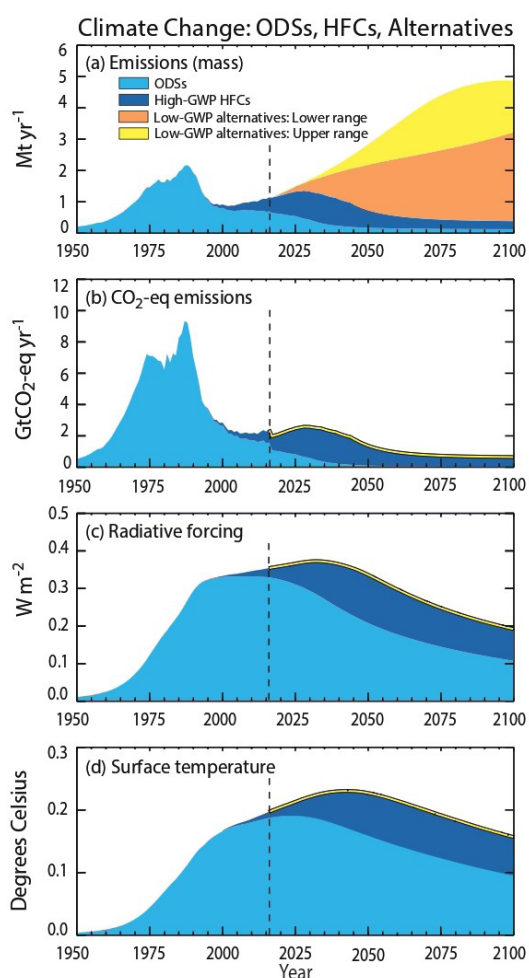 Climate Change: ODSs, HFCs, Alternatives
(a) Emissions (mass)
ODSs
High-GWP HFCs
Low-GWP alternatives: Lower range
Low-GWP alternatives: Upper range
Mt yr⁻¹
6
5
4
3
2
1
0
1950 1975 2000 2025 2050 2075 2100
(b) CO₂-eq emissions
GtCO₂-eq yr⁻¹
12
10
8
6
4
2
0
1950 1975 2000 2025 2050 2075 2100
(c) Radiative forcing
W m⁻²
0.5
0.4
0.3
0.2
0.1
0.0
1950 1975 2000 2025 2050 2075 2100
(d) Surface temperature
Degrees Celsius
0.3
0.2
0.1
0.0
1950 1975 2000 2025 2050 2075 2100
Year